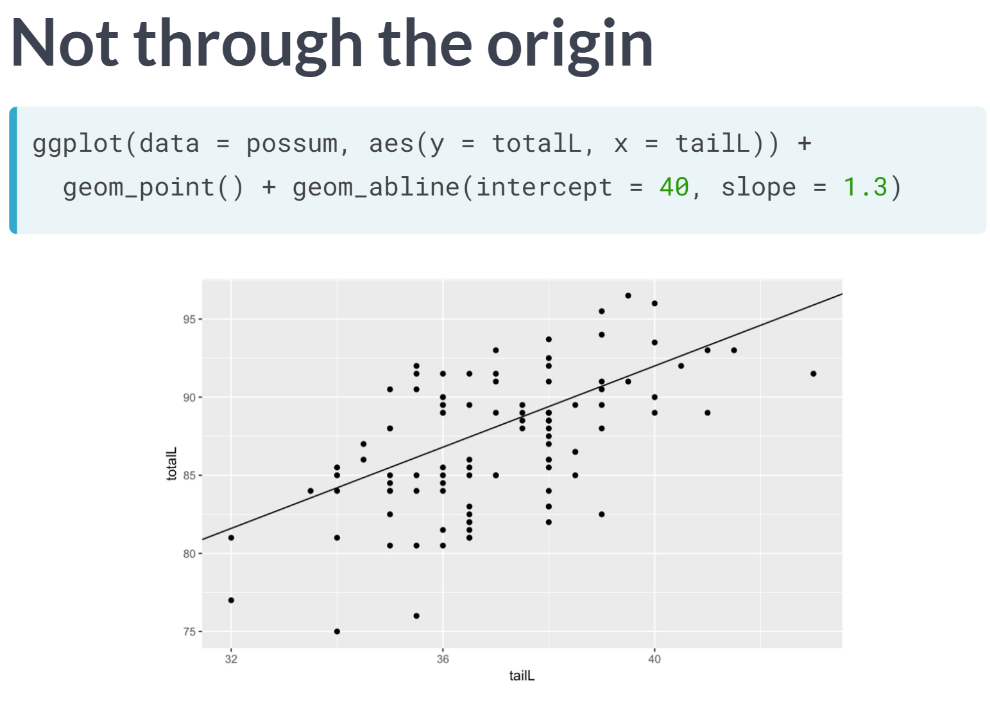 Not through the origin
ggplot(data = possum, aes(y = totalL, x = tailL)) +
geom_point() + geom_abline(intercept = 40, slope = 1.3)
95
90
85
80
75
totalL
32
36
40
tailL